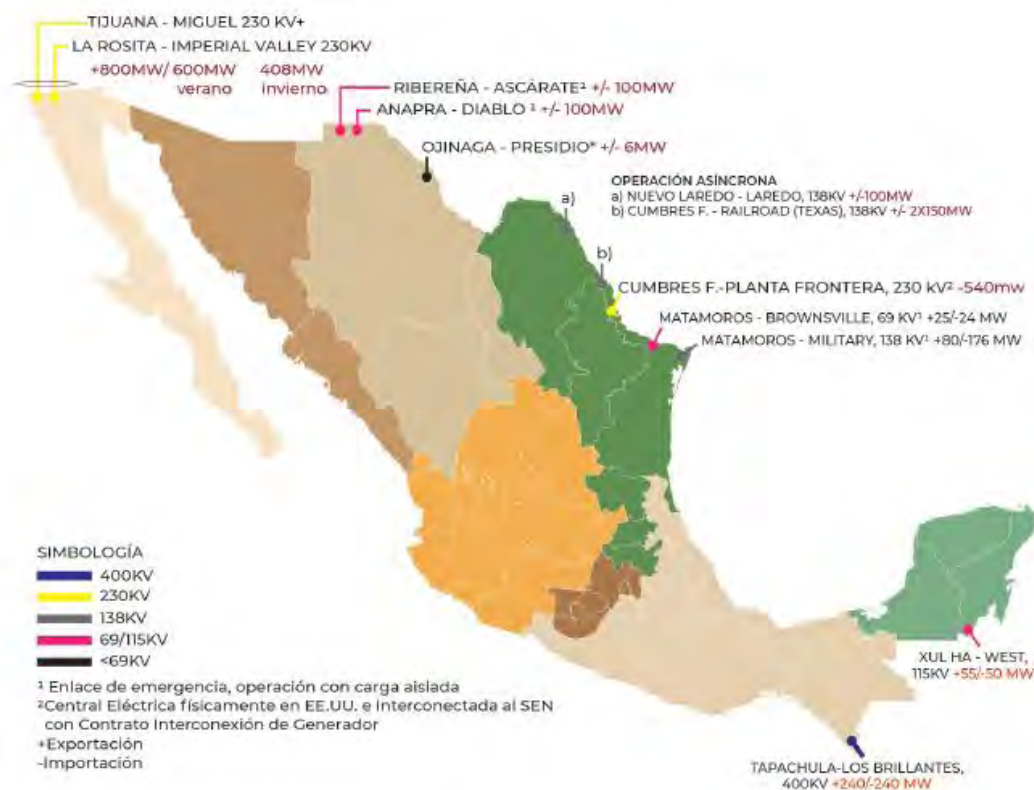 TIJUANA - MIGUEL 230 KV+
LA ROSITA - IMPERIAL VALLEY 230KV
+800MW/ 600MW 408MW
verano invierno
RIBEREÑA - ASCÁRATE¹ +/- 100MW
ANAPRA - DIABLO ¹ +/- 100MW
OJINAGA - PRESIDIO* +/- 6MW
OPERACIÓN ASÍNCRONA
a) NUEVO LAREDO - LAREDO, 138KV +/-100MW
b) CUMBRES F. - RAILROAD (TEXAS), 138KV +/- 2X150MW
a)
b)
CUMBRES F.-PLANTA FRONTERA, 230 KV² -540mw
MATAMOROS - BROWNSVILLE, 69 KV¹ +25/-24 MW
MATAMOROS - MILITARY, 138 KV¹ +80/-176 MW
SIMBOLOGÍA
400KV
230KV
138KV
69/115KV
<69KV
¹ Enlace de emergencia, operación con carga aislada
²Central Eléctrica físicamente en EE.UU. e interconectada al SEN
con Contrato Interconexión de Generador
+Exportación
-Importación
XUL HA - WEST,
115KV +55/-50 MW
TAPACHULA-LOS BRILLANTES,
400KV +240/-240 MW